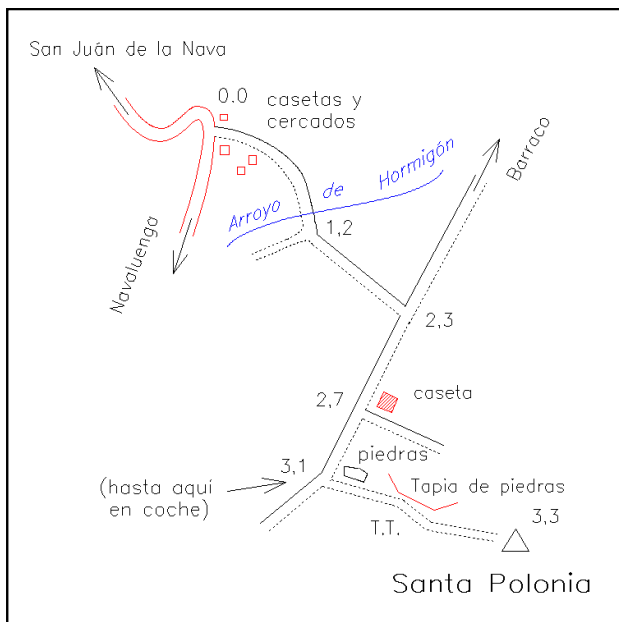 San Juán de la Nava
0.0
casetas y
cercados
Arroyo de Hormigón
1,2
Barraco
Navaluenga
2,3
2,7
caseta
3,1
piedras
(hasta aquí
en coche)
Tapia de piedras
T.T.
3,3
Santa Polonia